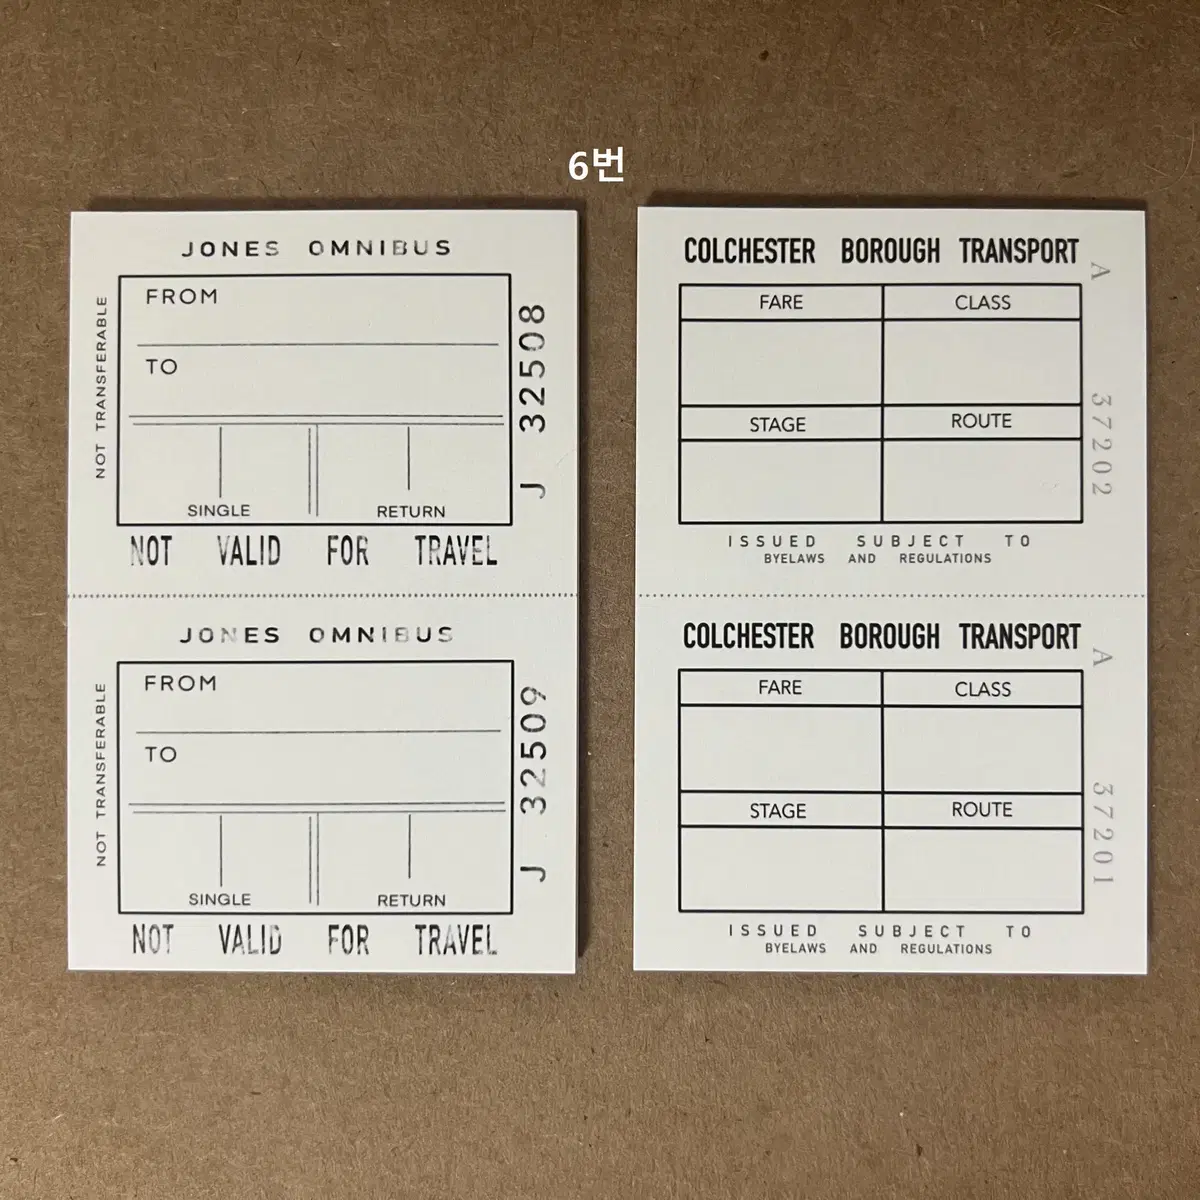 6번
JONES OMNIBUS
NOT TRANSFERABLE
FROM
TO
SINGLE
RETURN
J 32508
NOT VALID FOR TRAVEL
JONES OMNIBUS
NOT TRANSFERABLE
FROM
TO
SINGLE
RETURN
J 32509
NOT VALID FOR TRAVEL
COLCHESTER BOROUGH TRANSPORT
FARE
CLASS
STAGE
ROUTE
A 37202
ISSUED SUBJECT TO
BYELAWS AND REGULATIONS
COLCHESTER BOROUGH TRANSPORT
FARE
CLASS
STAGE
ROUTE
A 37201
ISSUED SUBJECT TO
BYELAWS AND REGULATIONS